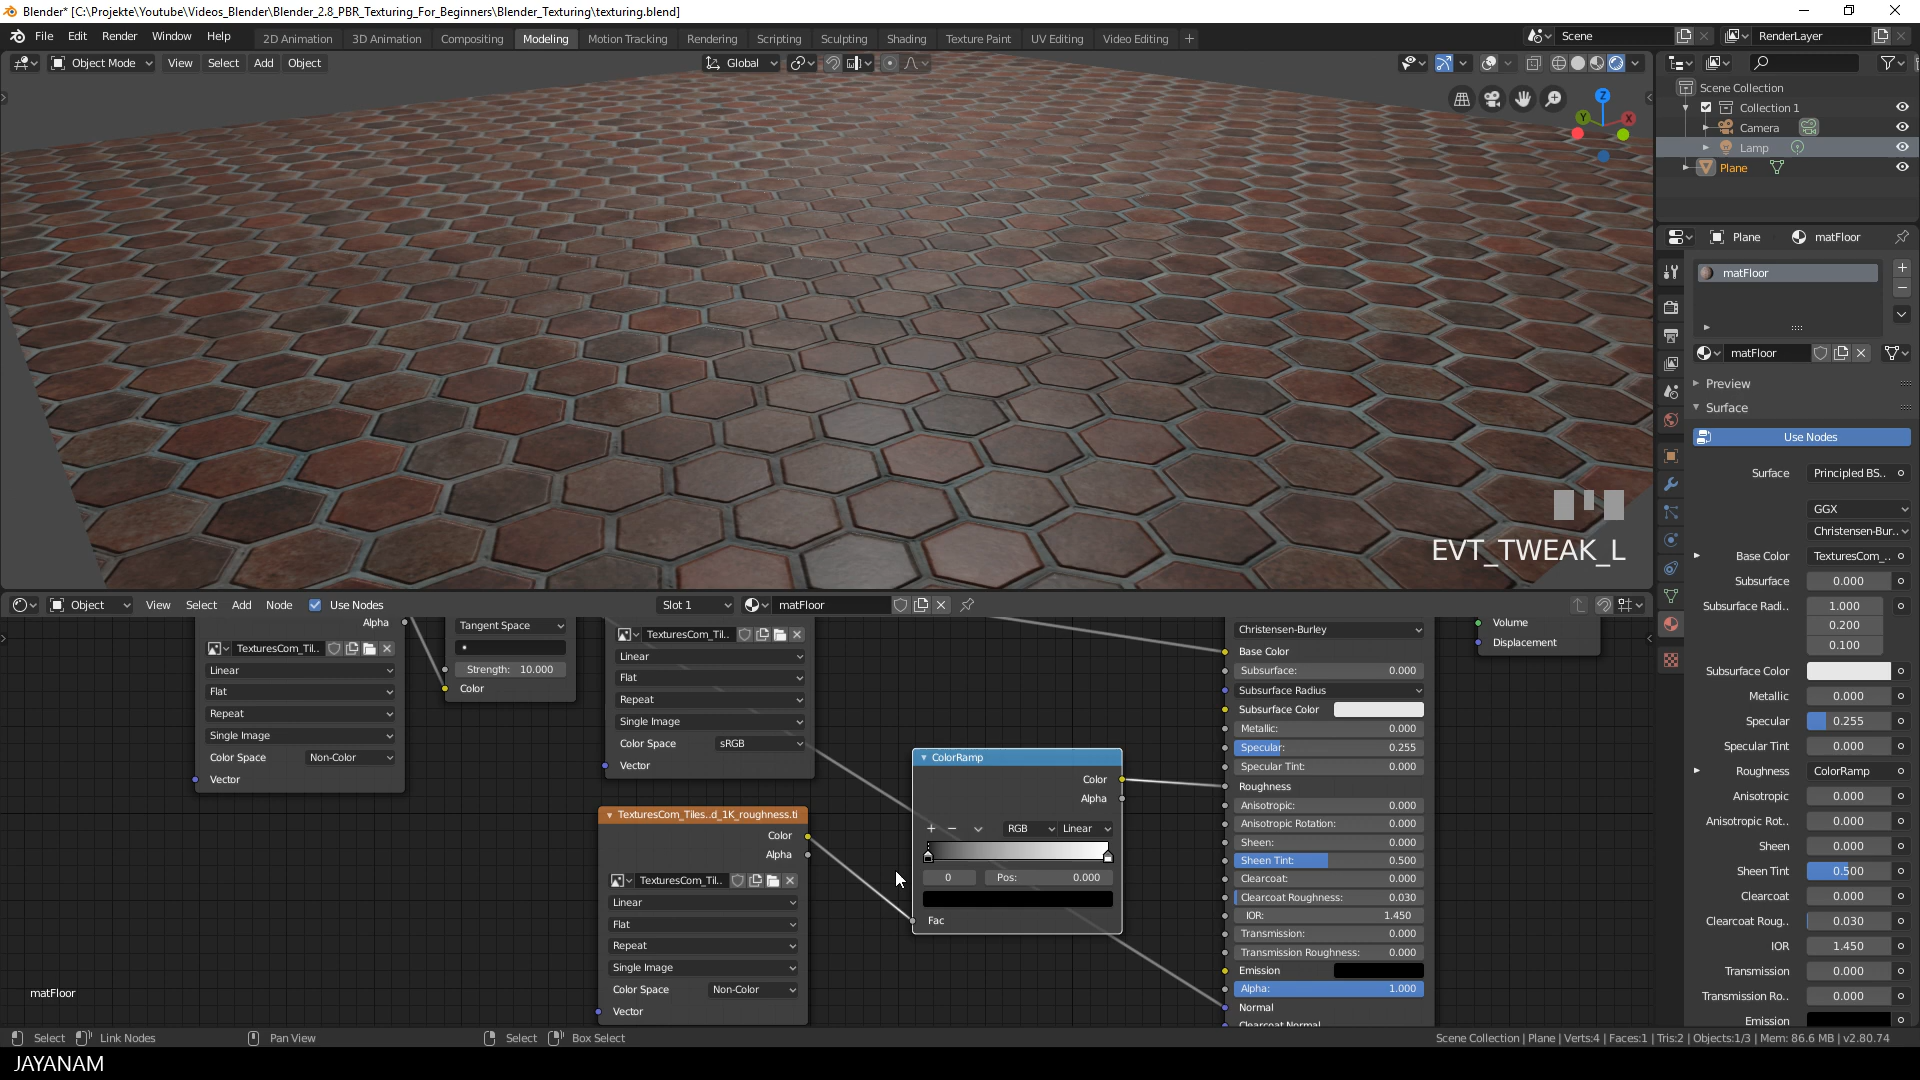 Blender* [C:\Projekte\Youtube\Videos_Blender\Blender_2.8_PBR_Texturing_For_Beginners\Blender_Texturing\texturing.blend]
File Edit Render Window Help
2D Animation 3D Animation Compositing Modeling Motion Tracking Rendering Scripting Sculpting Shading Texture Paint UV Editing Video Editing +
Scene
RenderLayer
Object Mode View Select Add Object
Global
Z
Y
X
EVT_TWEAK_L
Scene Collection
Collection 1
Camera
Lamp
Plane
Plane matFloor
matFloor
matFloor
Preview
Surface
Use Nodes
Surface Principled BS..
GGX
Christensen-Bur..
Base Color TexturesCom_..
Subsurface 0.000
Subsurface Radi.. 1.000
0.200
0.100
Subsurface Color
Metallic 0.000
Specular 0.255
Specular Tint 0.000
Roughness ColorRamp
Anisotropic 0.000
Anisotropic Rot.. 0.000
Sheen 0.000
Sheen Tint 0.500
Clearcoat 0.000
Clearcoat Roug.. 0.030
IOR 1.450
Transmission 0.000
Transmission Ro.. 0.000
Emission
Object View Select Add Node Use Nodes
Slot 1
matFloor
Alpha
TexturesCom_Til..
Linear
Flat
Repeat
Single Image
Color Space Non-Color
Vector
Tangent Space
Strength: 10.000
Color
TexturesCom_Til..
Linear
Flat
Repeat
Single Image
Color Space sRGB
Vector
TexturesCom_Tiles..d_1K_roughness.ti
Color
Alpha
TexturesCom_Til..
Linear
Flat
Repeat
Single Image
Color Space Non-Color
Vector
ColorRamp
Color
Alpha
+ − RGB Linear
0 Pos: 0.000
Fac
Christensen-Burley
Base Color
Subsurface: 0.000
Subsurface Radius
Subsurface Color
Metallic: 0.000
Specular: 0.255
Specular Tint: 0.000
Roughness
Anisotropic: 0.000
Anisotropic Rotation: 0.000
Sheen: 0.000
Sheen Tint: 0.500
Clearcoat: 0.000
Clearcoat Roughness: 0.030
IOR: 1.450
Transmission: 0.000
Transmission Roughness: 0.000
Emission
Alpha: 1.000
Normal
Clearcoat Normal
Volume
Displacement
matFloor
Select Link Nodes Pan View Select Box Select
Scene Collection | Plane | Verts:4 | Faces:1 | Tris:2 | Objects:1/3 | Mem: 86.6 MB | v2.80.74
JAYANAM